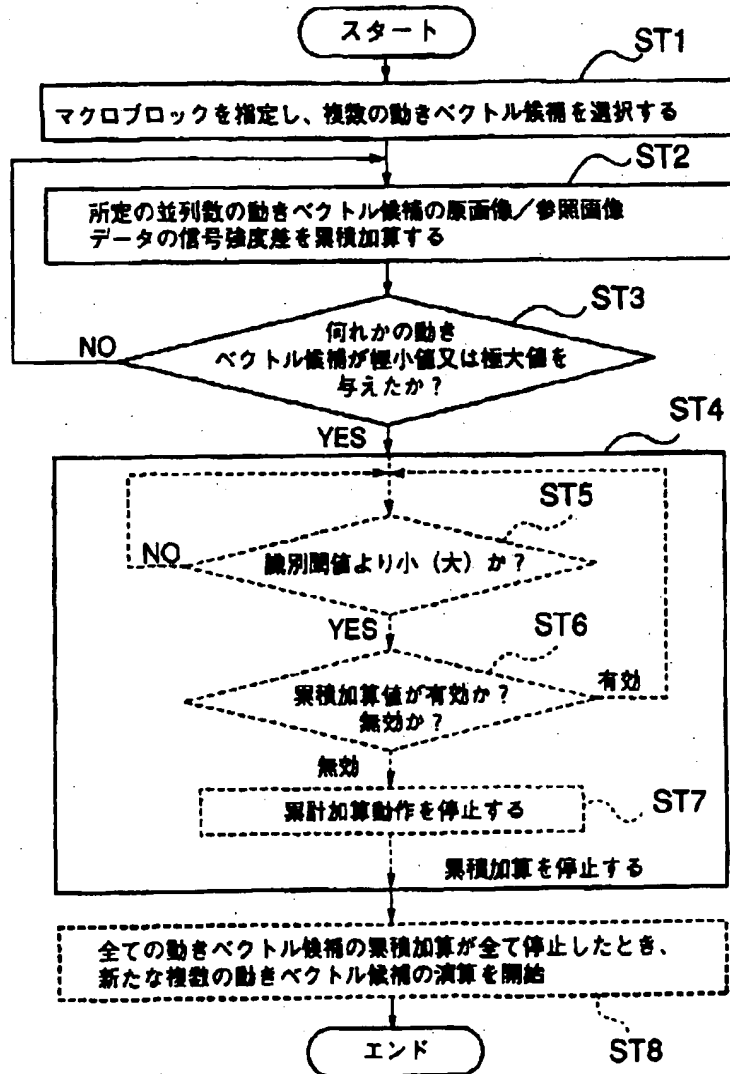 スタート
ST1
マクロブロックを指定し、複数の動きベクトル候補を選択する
ST2
所定の並列数の動きベクトル候補の原画像／参照画像
データの信号強度差を累積加算する
ST3
何れかの動き
ベクトル候補が極小値又は極大値を
与えたか？
NO
YES
ST4
ST5
識別閾値より小（大）か？
NO
YES
ST6
累積加算値が有効か？
無効か？
有効
無効
累計加算動作を停止する
ST7
累積加算を停止する
全ての動きベクトル候補の累積加算が全て停止したとき、
新たな複数の動きベクトル候補の演算を開始
ST8
エンド